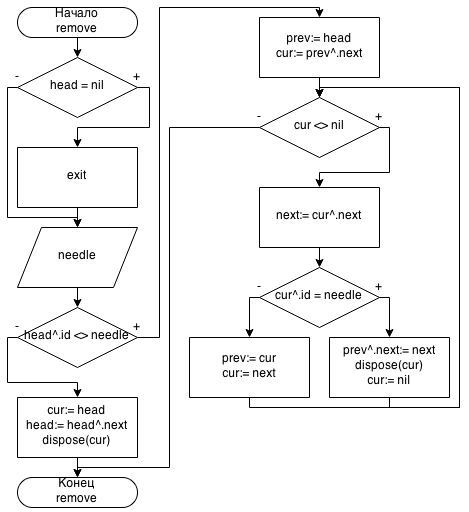 Начало
remove
-
head = nil
+
exit
needle
-
head^.id <> needle
+
cur:= head
head:= head^.next
dispose(cur)
Конец
remove
prev:= head
cur:= prev^.next
-
cur <> nil
+
next:= cur^.next
-
cur^.id = needle
+
prev:= cur
cur:= next
prev^.next:= next
dispose(cur)
cur:= nil